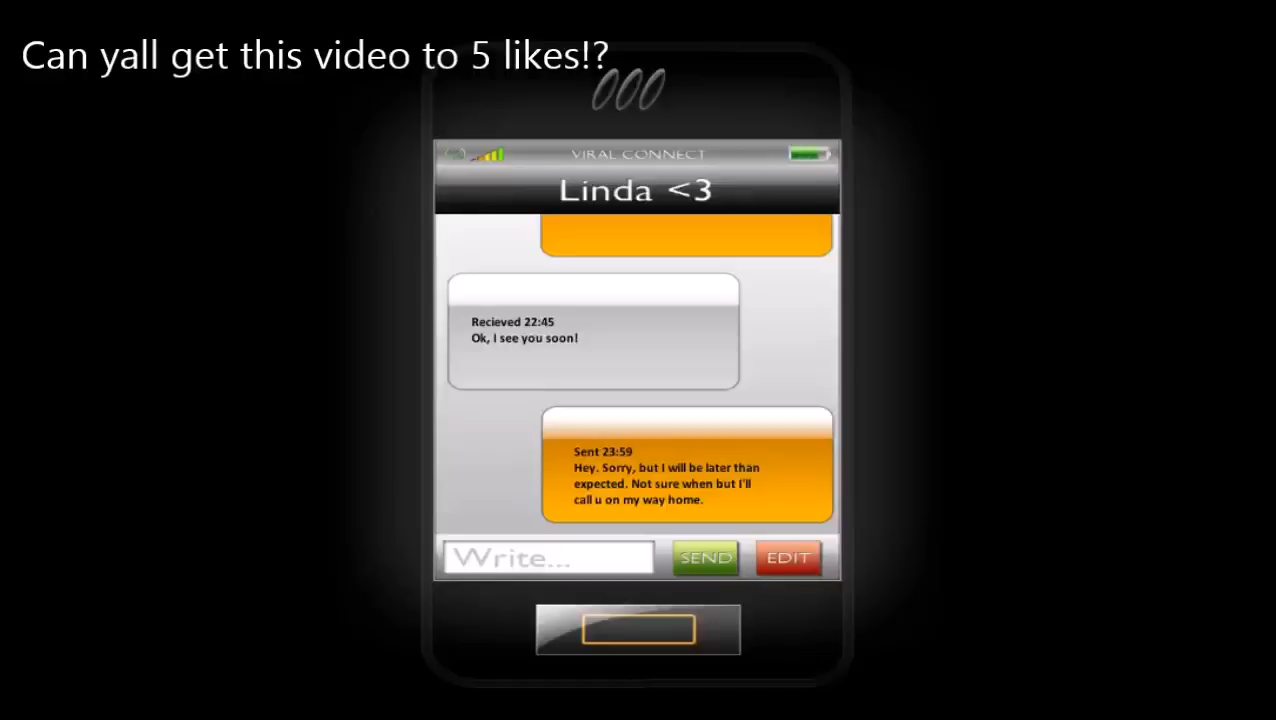 Can yall get this video to 5 likes!?
VIRAL CONNECT
Linda <3
Recieved 22:45
Ok, I see you soon!
Sent 23:59
Hey. Sorry, but I will be later than
expected. Not sure when but I'll
call u on my way home.
Write...
SEND
EDIT